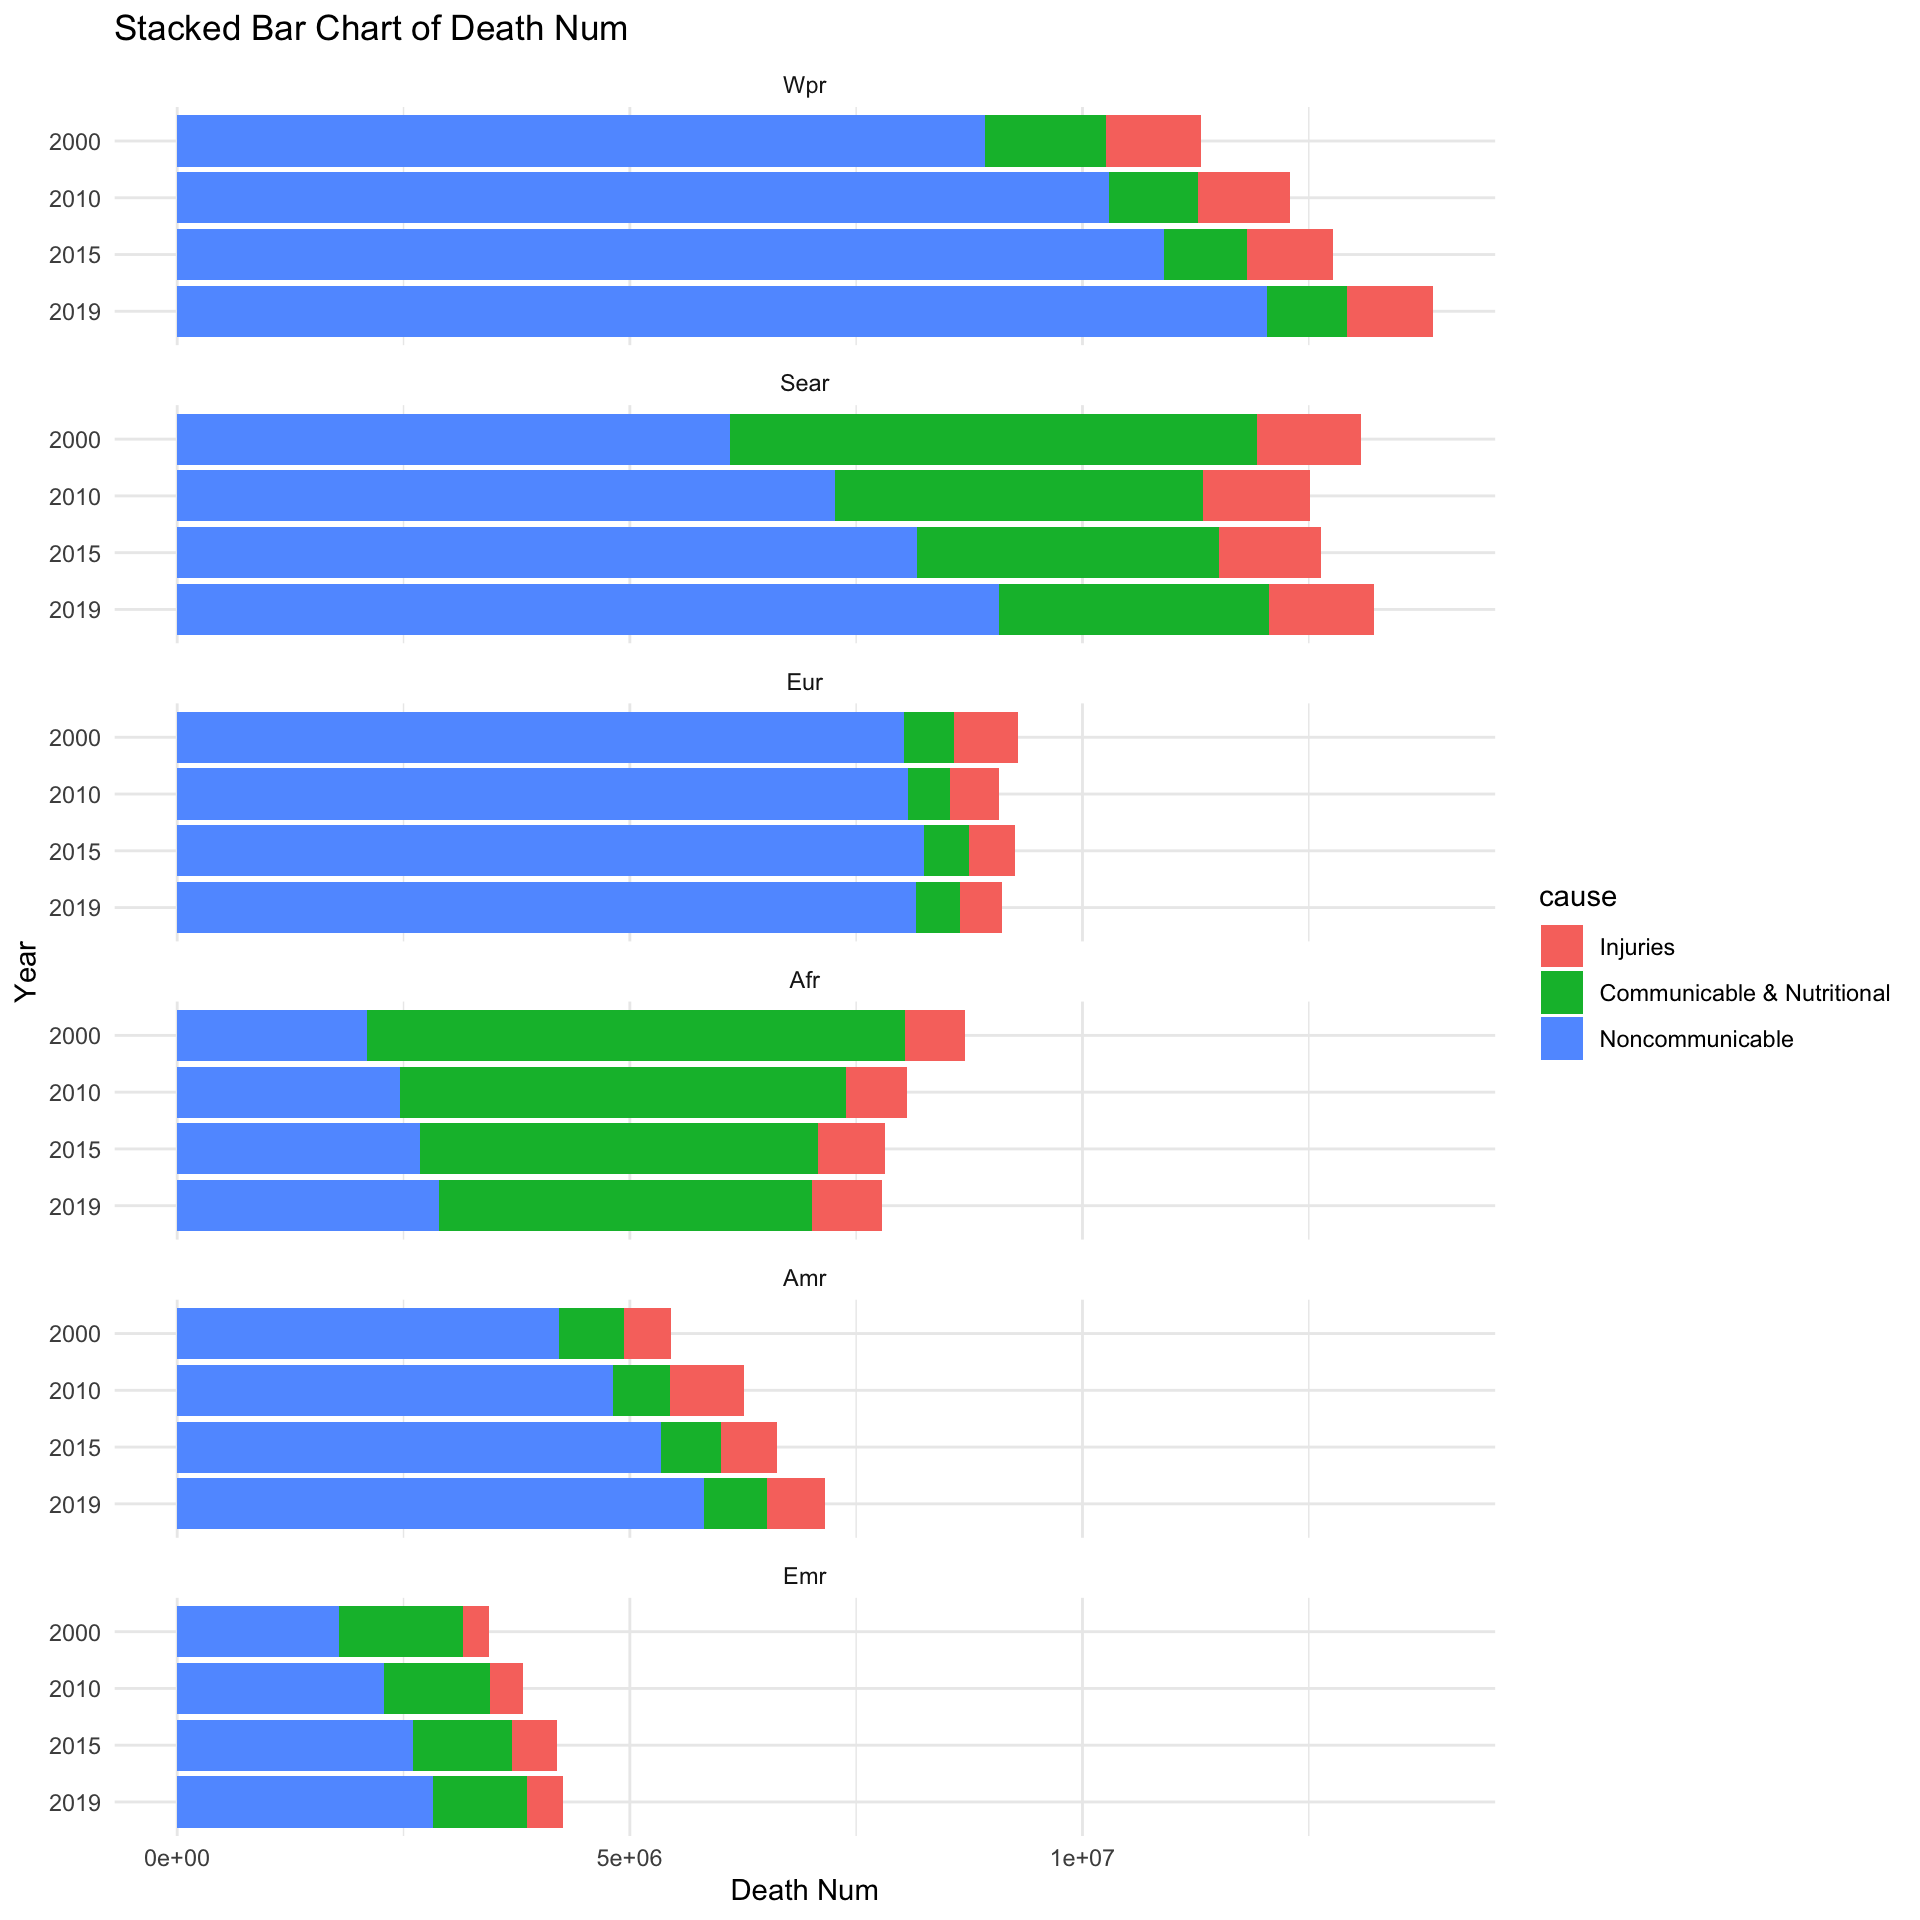 Stacked Bar Chart of Death Num
Wpr
2000
2010
2015
2019
Sear
2000
2010
2015
2019
Eur
2000
2010
2015
2019
Afr
2000
2010
2015
2019
Amr
2000
2010
2015
2019
Emr
2000
2010
2015
2019
0e+00 5e+06 1e+07
Death Num
Year
cause
Injuries
Communicable & Nutritional
Noncommunicable